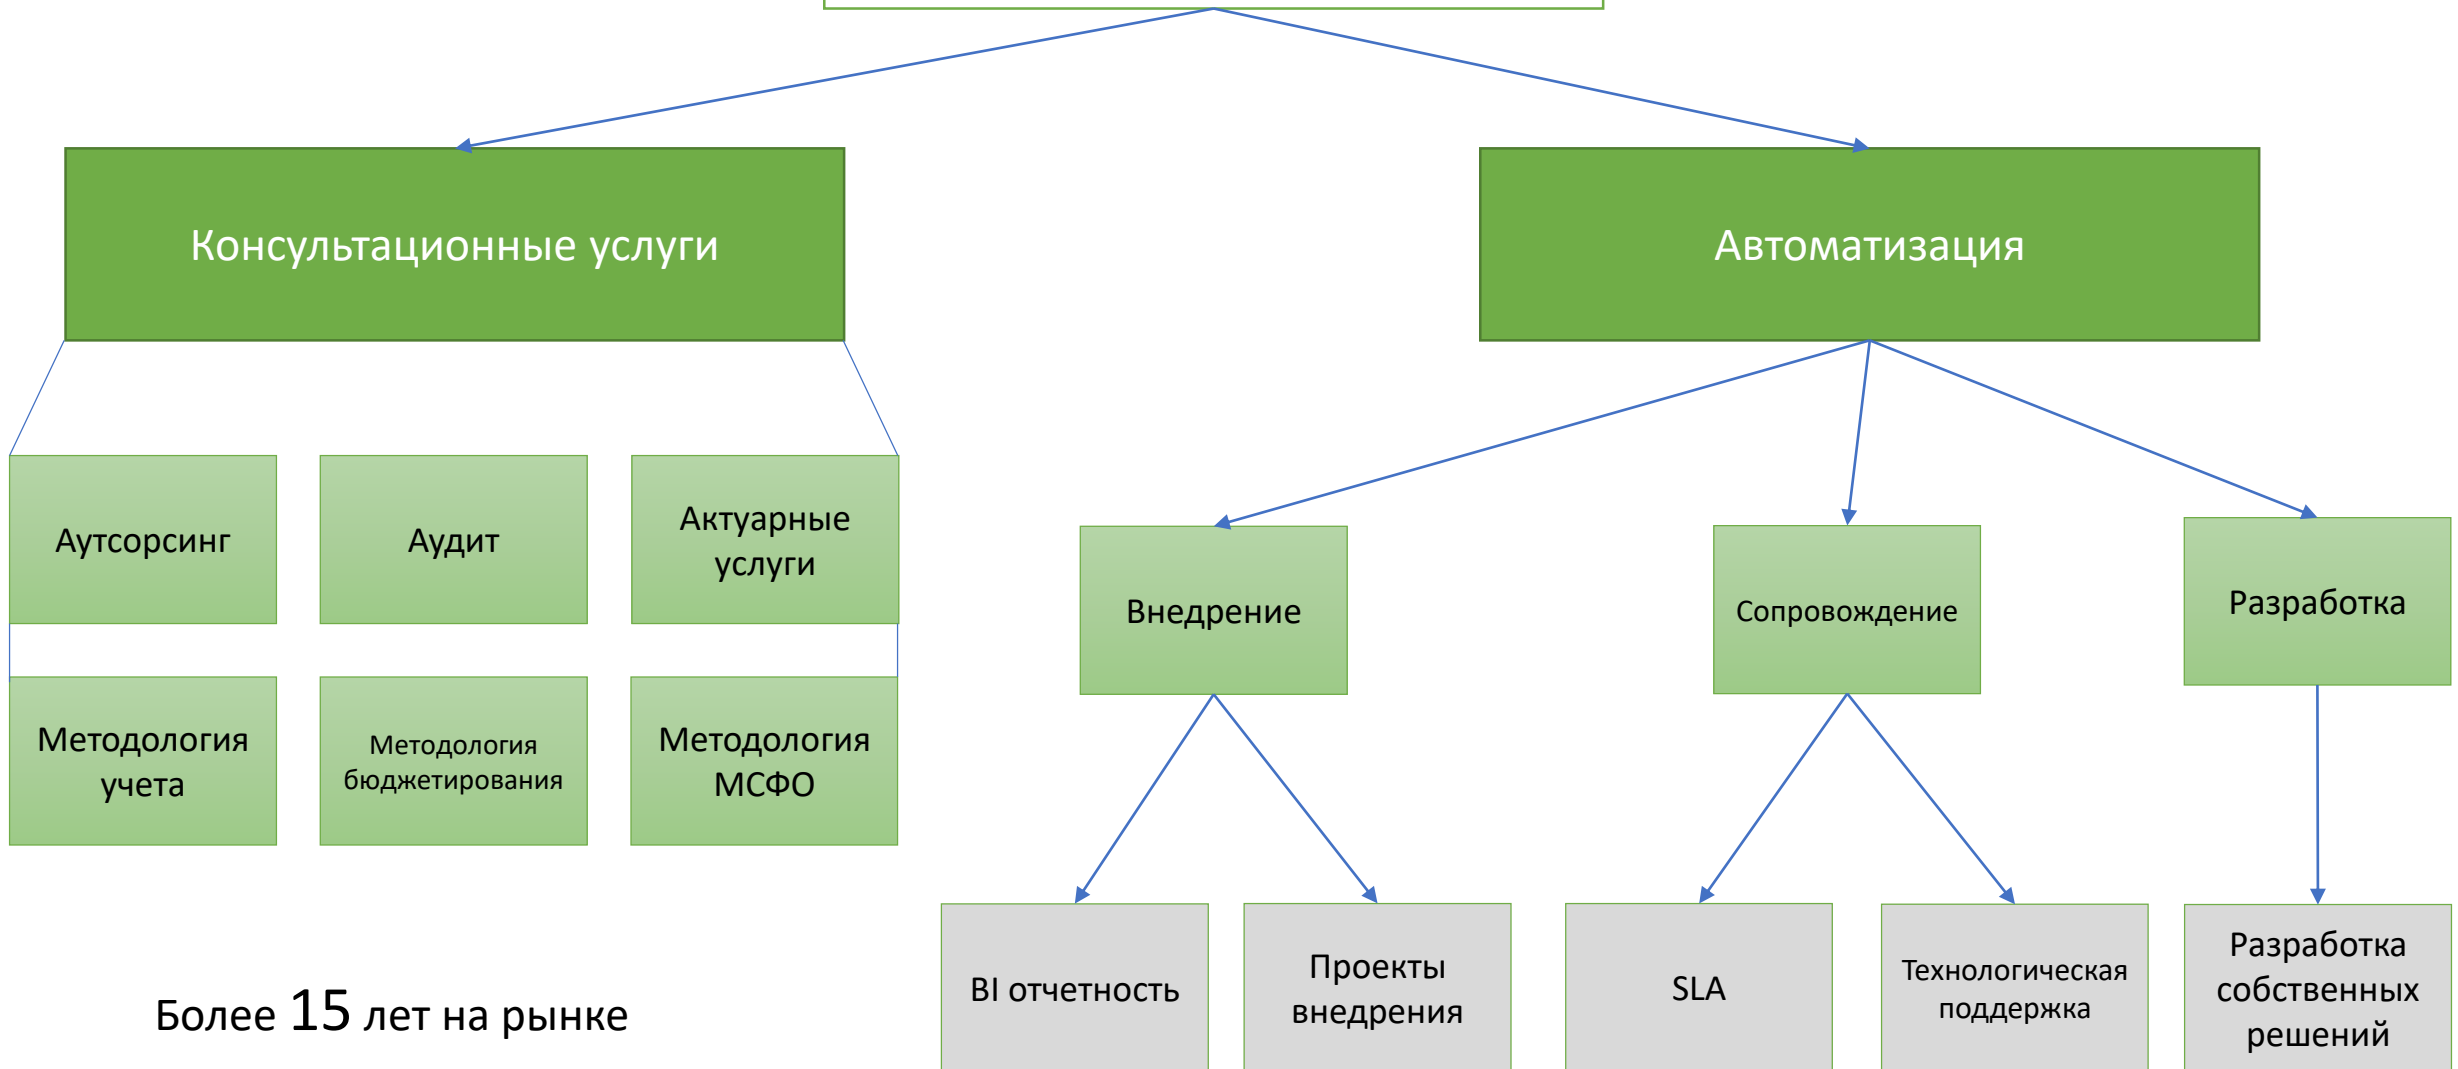 Консультационные услуги
Автоматизация
Аутсорсинг
Аудит
Актуарные
услуги
Методология
учета
Методология
бюджетирования
Методология
МСФО
Внедрение
Сопровождение
Разработка
BI отчетность
Проекты
внедрения
SLA
Технологическая
поддержка
Разработка
собственных
решений
Более 15 лет на рынке